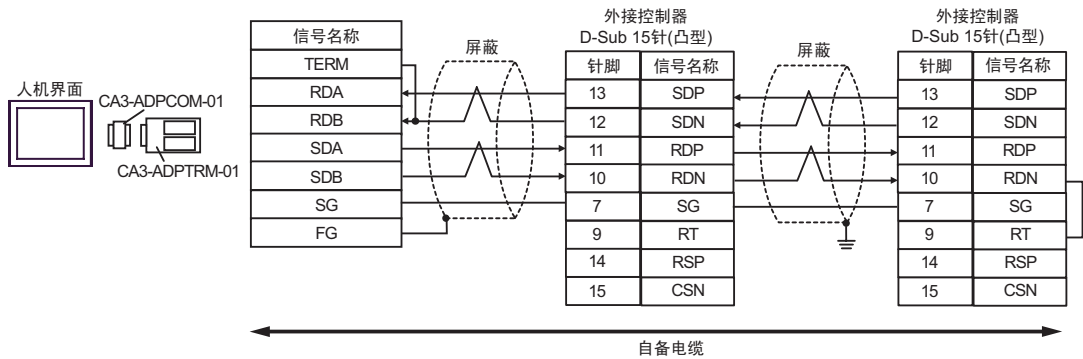 人机界面
CA3-ADPCOM-01
CA3-ADPTRM-01
信号名称
TERM
RDA
RDB
SDA
SDB
SG
FG
屏蔽
外接控制器
D-Sub 15针(凸型)
针脚 信号名称
13 SDP
12 SDN
11 RDP
10 RDN
7 SG
9 RT
14 RSP
15 CSN
屏蔽
外接控制器
D-Sub 15针(凸型)
针脚 信号名称
13 SDP
12 SDN
11 RDP
10 RDN
7 SG
9 RT
14 RSP
15 CSN
自备电缆